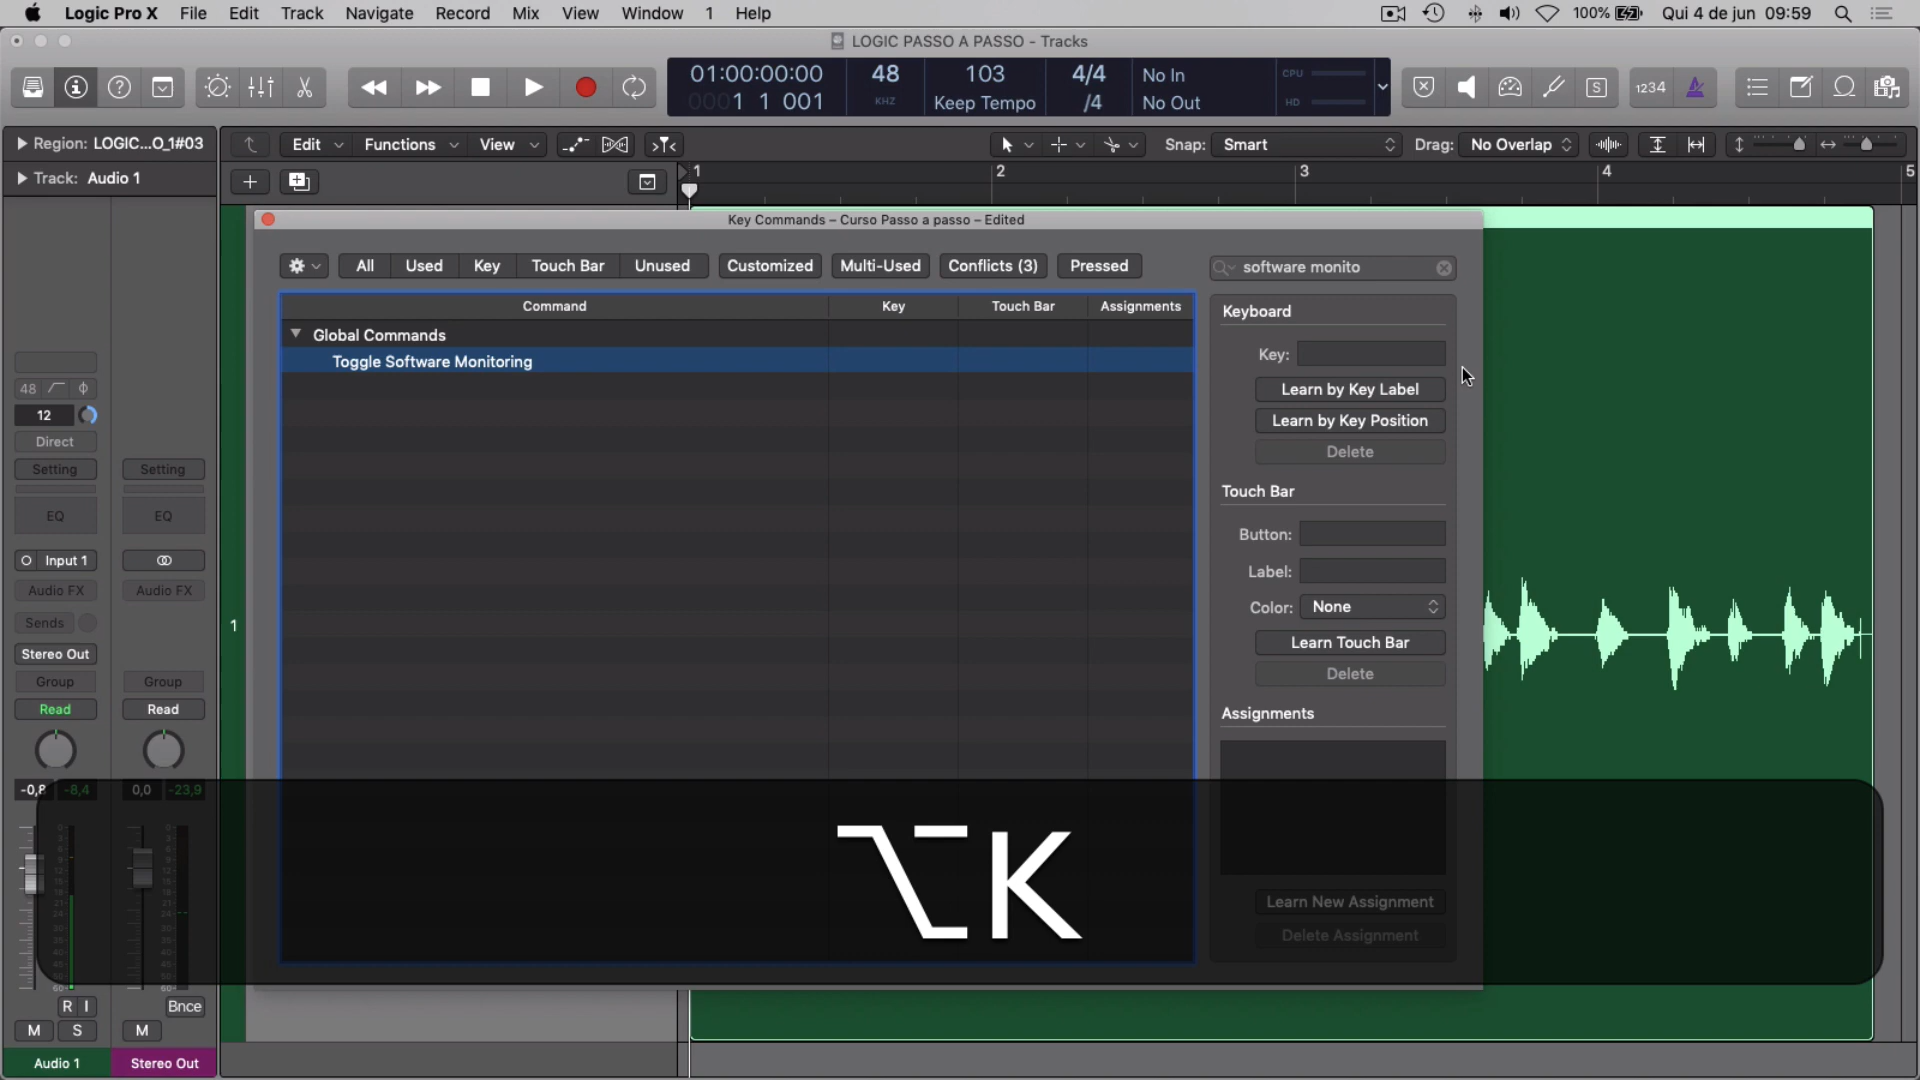 Logic Pro X File Edit Track Navigate Record Mix View Window 1 Help 100% Qui 4 de jun 09:59
LOGIC PASSO A PASSO - Tracks
01:00:00:00 48 103 4/4 No In CPU
0001 1 001 KHZ Keep Tempo /4 No Out HD
1234
Region: LOGIC...O_1#03 Edit Functions View Snap: Smart Drag: No Overlap
Track: Audio 1
1 2 3 4 5
Key Commands – Curso Passo a passo – Edited
All Used Key Touch Bar Unused Customized Multi-Used Conflicts (3) Pressed software monito
Command Key Touch Bar Assignments
Global Commands
Toggle Software Monitoring
Keyboard
Key:
Learn by Key Label
Learn by Key Position
Delete
Touch Bar
Button:
Label:
Color: None
Learn Touch Bar
Delete
Assignments
Learn New Assignment
Delete Assignment
48
12
Direct
Setting Setting
EQ EQ
Input 1
Audio FX Audio FX
Sends
Stereo Out
Group Group
Read Read
-0,8 -8,4 0,0 -23,9
R I Bnce
M S M
Audio 1 Stereo Out
1
⌥K